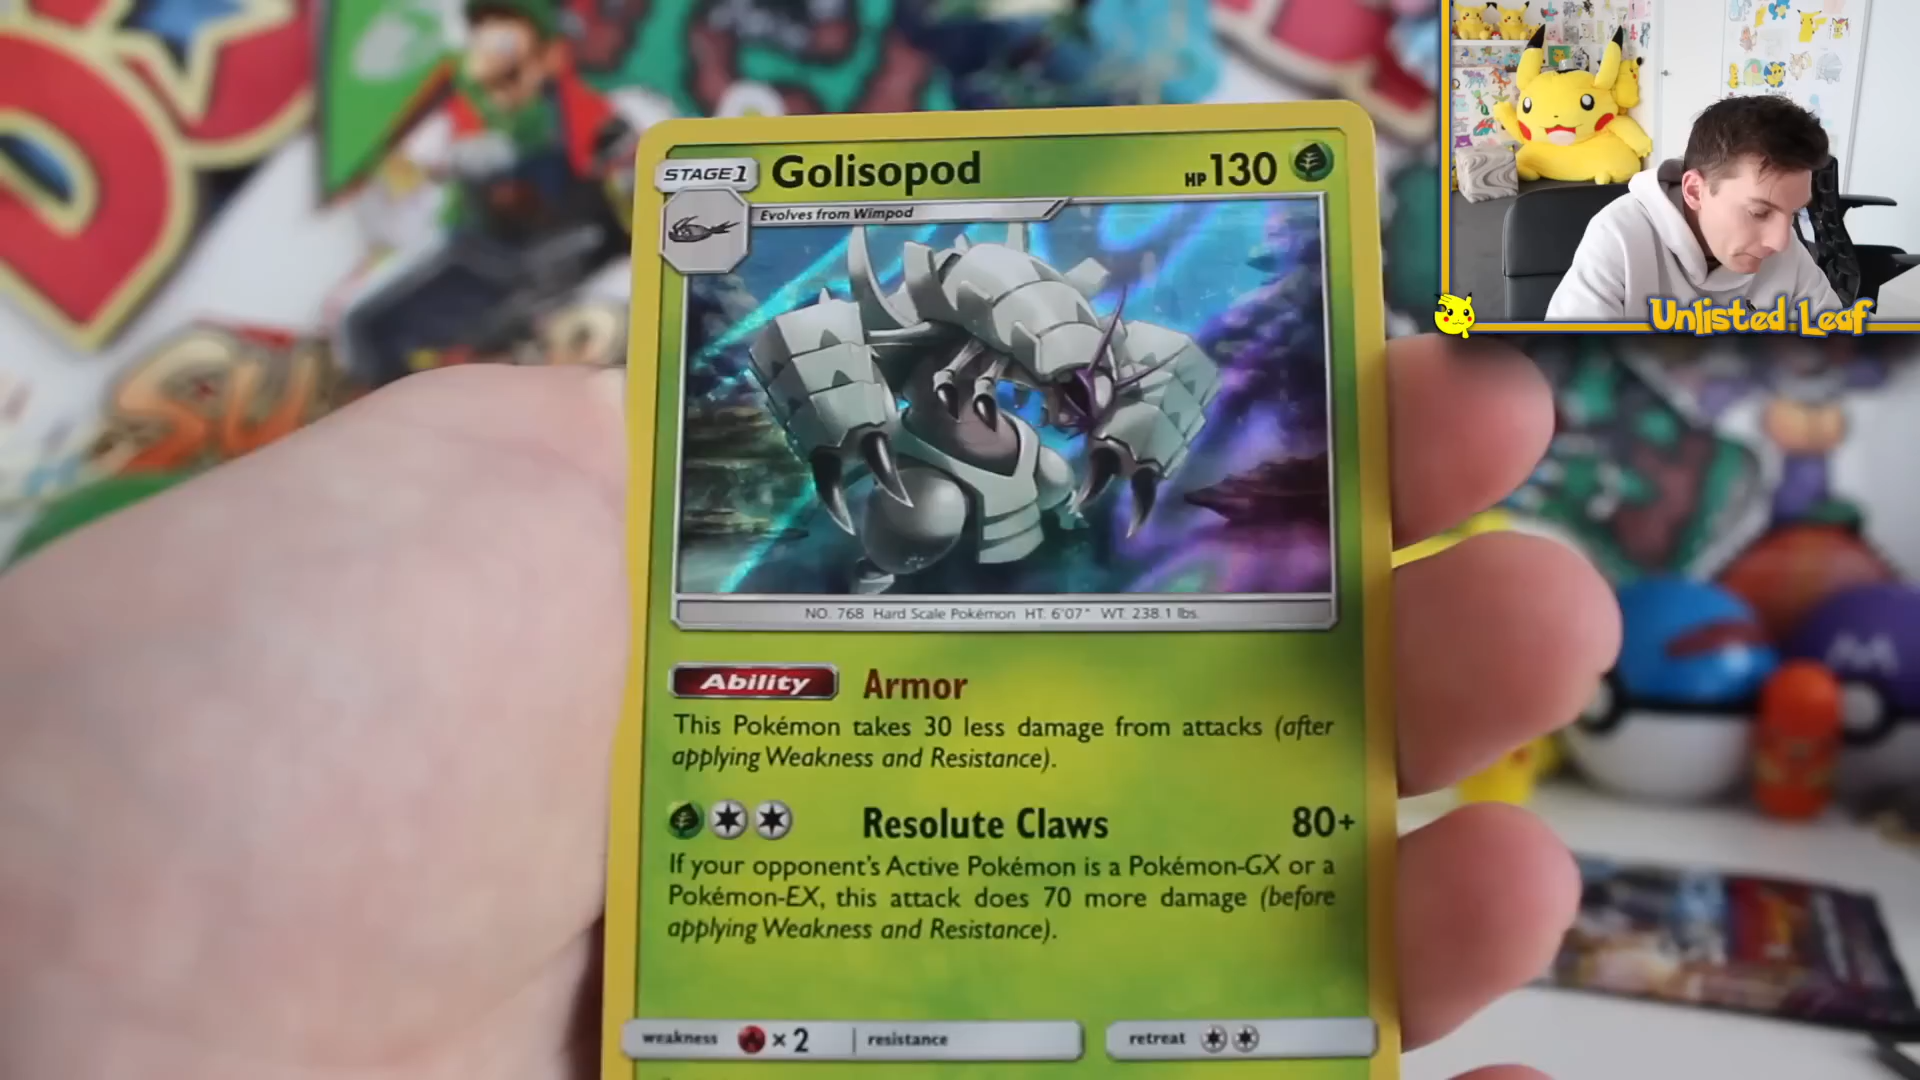 STAGE1 Golisopod HP 130
Evolves from Wimpod
NO. 768 Hard Scale Pokémon HT. 6'07" WT. 238.1 lbs.
Ability Armor
This Pokémon takes 30 less damage from attacks (after
applying Weakness and Resistance).
Resolute Claws 80+
If your opponent's Active Pokémon is a Pokémon-GX or a
Pokémon-EX, this attack does 70 more damage (before
applying Weakness and Resistance).
weakness × 2 resistance retreat
Unlisted Leaf
SU